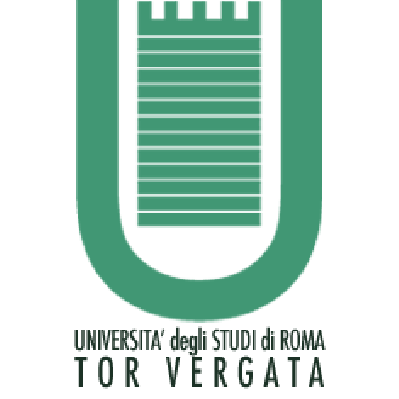 UNIVERSITA' degli STUDI di ROMA
TOR VERGATA